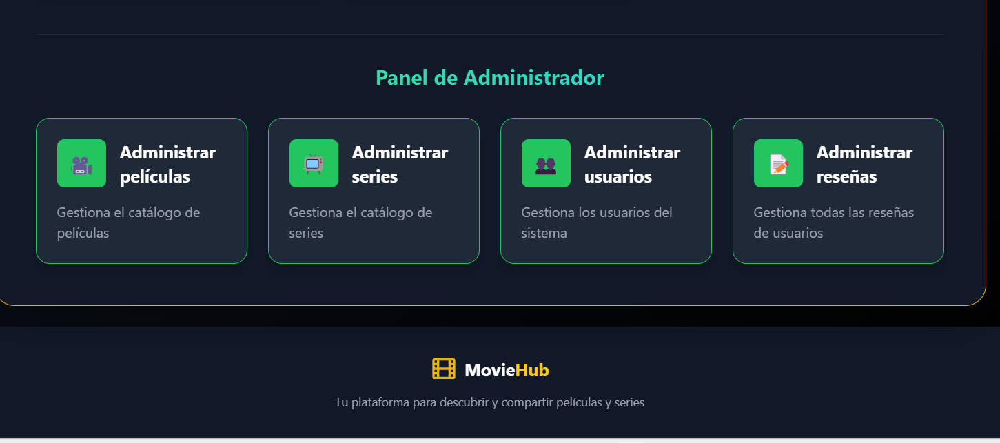 Panel de Administrador
Administrar
películas
Gestiona el catálogo de
películas
Administrar
series
Gestiona el catálogo de
series
Administrar
usuarios
Gestiona los usuarios del
sistema
Administrar
reseñas
Gestiona todas las reseñas
de usuarios
MovieHub
Tu plataforma para descubrir y compartir películas y series